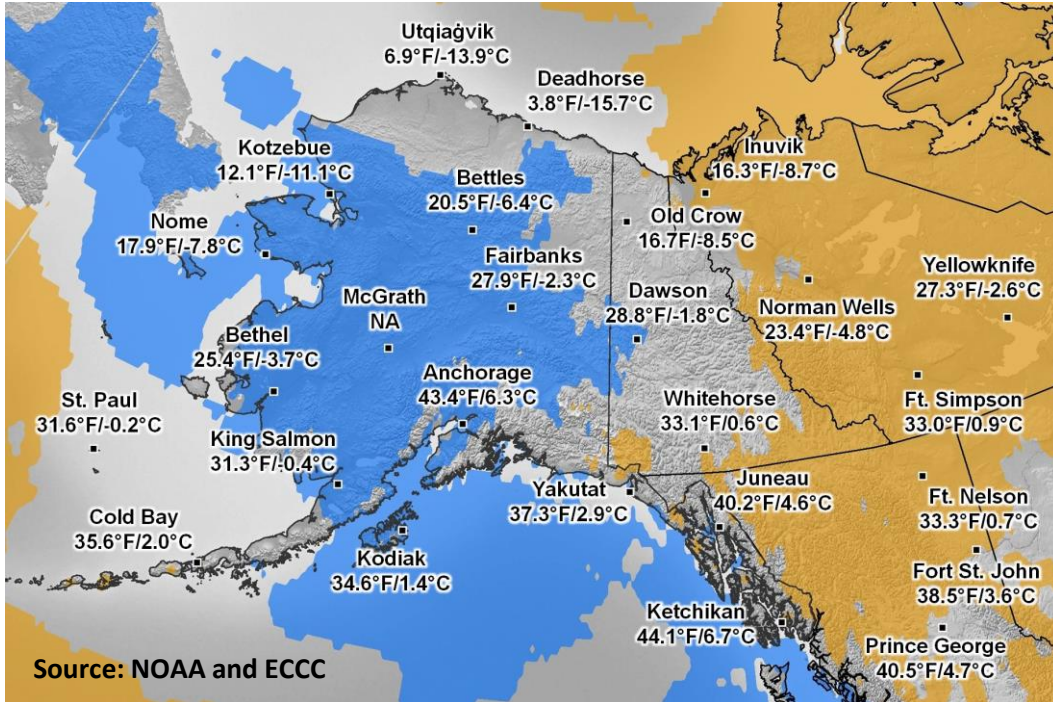 Utqiaġvik
6.9°F/-13.9°C
Deadhorse
3.8°F/-15.7°C
Kotzebue
12.1°F/-11.1°C
Bettles
20.5°F/-6.4°C
Inuvik
16.3°F/-8.7°C
Nome
17.9°F/-7.8°C
Old Crow
16.7F/-8.5°C
Fairbanks
27.9°F/-2.3°C
Yellowknife
27.3°F/-2.6°C
McGrath
NA
Dawson
28.8°F/-1.8°C
Norman Wells
23.4°F/-4.8°C
Bethel
25.4°F/-3.7°C
Anchorage
43.4°F/6.3°C
St. Paul
31.6°F/-0.2°C
Whitehorse
33.1°F/0.6°C
Ft. Simpson
33.0°F/0.9°C
King Salmon
31.3°F/-0.4°C
Yakutat
37.3°F/2.9°C
Juneau
40.2°F/4.6°C
Ft. Nelson
33.3°F/0.7°C
Cold Bay
35.6°F/2.0°C
Kodiak
34.6°F/1.4°C
Fort St. John
38.5°F/3.6°C
Ketchikan
44.1°F/6.7°C
Prince George
40.5°F/4.7°C
Source: NOAA and ECCC